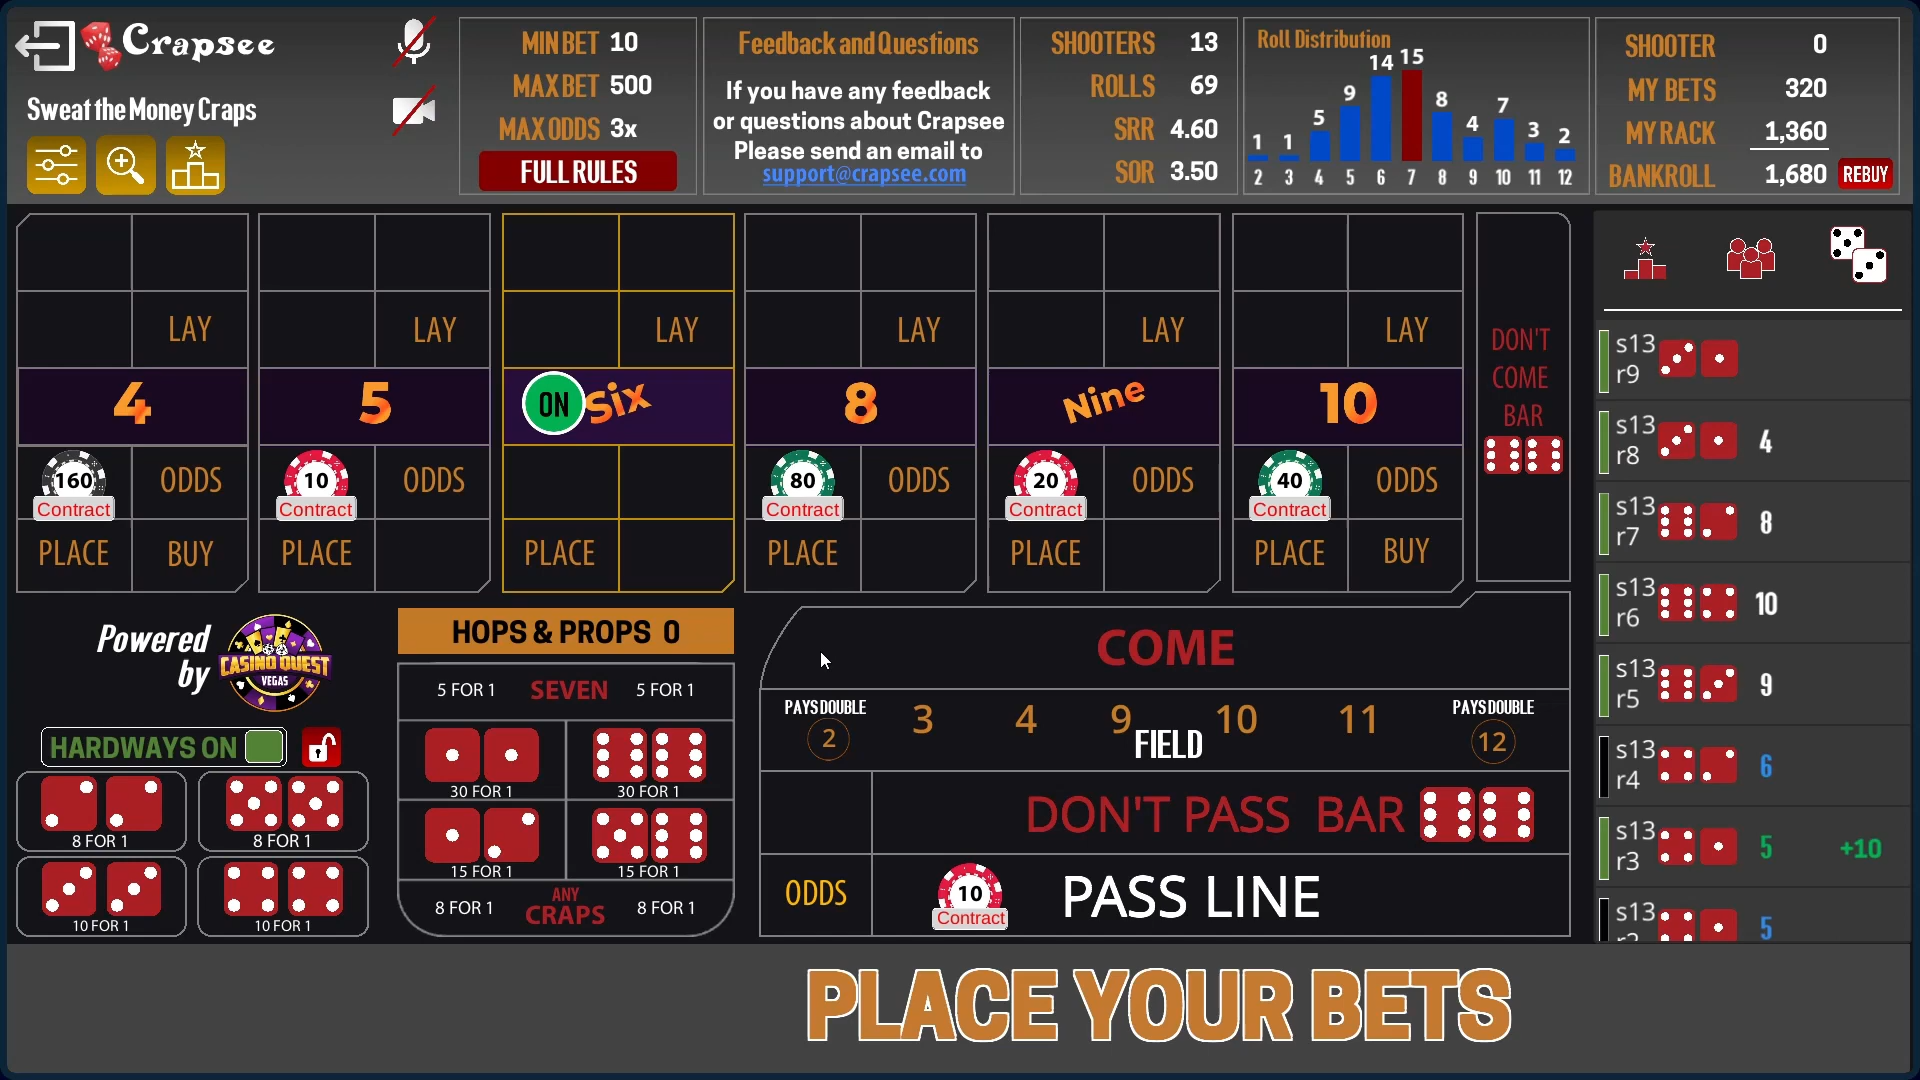 Crapsee
Sweat the Money Craps
MIN BET 10
MAX BET 500
MAX ODDS 3x
FULL RULES
Feedback and Questions
If you have any feedback
or questions about Crapsee
Please send an email to
support@crapsee.com
SHOOTERS 13
ROLLS 69
SRR 4.60
SOR 3.50
Roll Distribution
1 1 5 9 14 15 8 4 7 3 2
2 3 4 5 6 7 8 9 10 11 12
SHOOTER 0
MY BETS 320
MY RACK 1,360
BANKROLL 1,680 REBUY
LAY LAY LAY LAY LAY LAY
4 5 ON Six 8 Nine 10
160 ODDS 10 ODDS 80 ODDS 20 ODDS 40 ODDS
Contract Contract Contract Contract Contract
PLACE BUY PLACE PLACE PLACE PLACE PLACE BUY
DON'T
COME
BAR
s13
r9
s13
r8 4
s13
r7 8
s13
r6 10
s13
r5 9
s13
r4 6
s13
r3 5 +10
s13
r2 5
Powered
by
CASINO QUEST
VEGAS
HARDWAYS ON
8 FOR 1 8 FOR 1
10 FOR 1 10 FOR 1
HOPS & PROPS 0
5 FOR 1 SEVEN 5 FOR 1
30 FOR 1 30 FOR 1
15 FOR 1 15 FOR 1
8 FOR 1 ANY CRAPS 8 FOR 1
COME
PAYS DOUBLE 2 3 4 9 10 11 PAYS DOUBLE 12
FIELD
DON'T PASS BAR
ODDS 10 PASS LINE
Contract
PLACE YOUR BETS